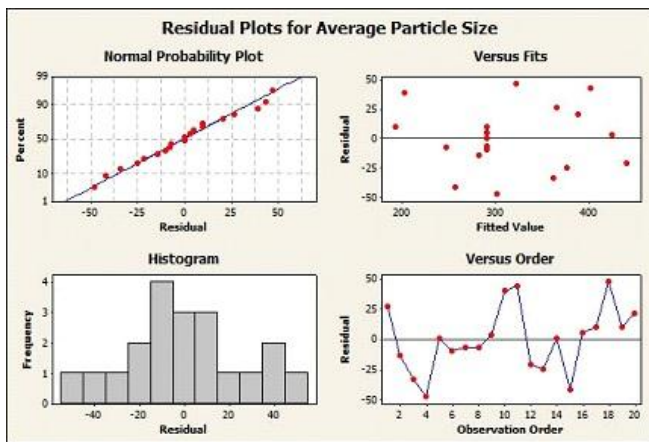 Residual Plots for Average Particle Size
Normal Probability Plot
99
90
50
10
1
Percent
-50
-25
0
25
50
Residual
Versus Fits
50
25
0
-25
-50
Residual
200
300
400
Fitted Value
Histogram
4
3
2
1
0
Frequency
-40
-20
0
20
40
Residual
Versus Order
50
25
0
-25
-50
Residual
2 4 6 8 10 12 14 16 18 20
Observation Order